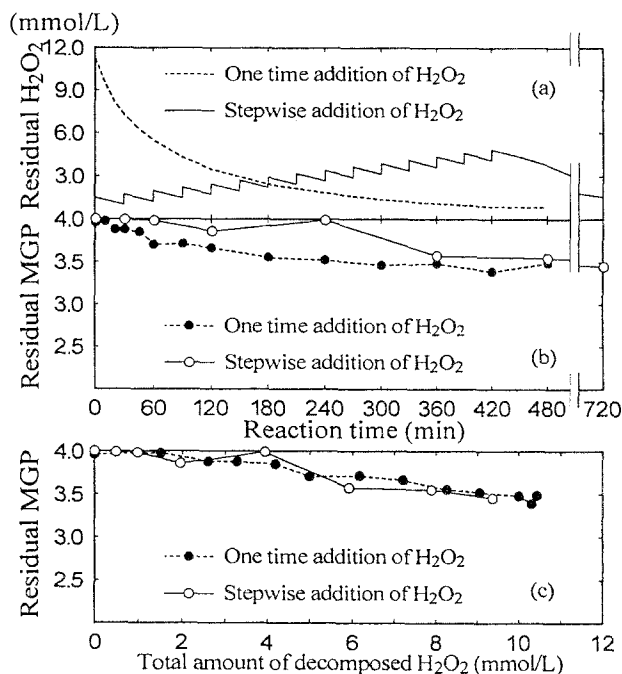 (mmol/L)
Residual H2O2
12.0
9.0
6.0
3.0
One time addition of H2O2
Stepwise addition of H2O2
(a)
Residual MGP
4.0
3.5
3.0
2.5
One time addition of H2O2
Stepwise addition of H2O2
(b)
0 60 120 180 240 300 360 420 480 720
Reaction time (min)
Residual MGP
4.0
3.5
3.0
2.5
One time addition of H2O2
Stepwise addition of H2O2
(c)
0 2 4 6 8 10 12
Total amount of decomposed H2O2 (mmol/L)